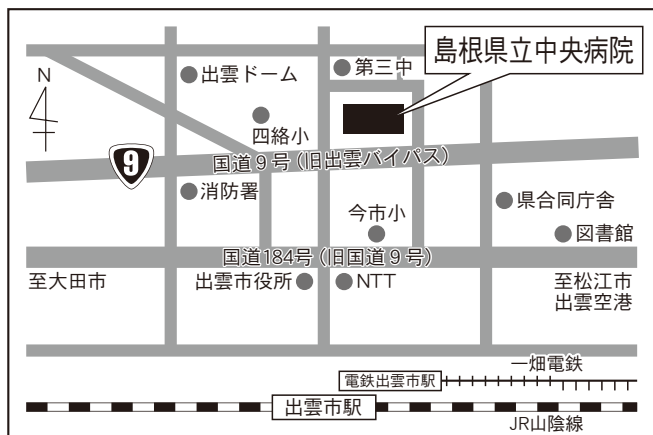 島根県立中央病院
N
出雲ドーム
第三中
四絡小
国道9号(旧出雲バイパス)
9
消防署
県合同庁舎
今市小
図書館
国道184号(旧国道9号)
至大田市
出雲市役所
NTT
至松江市
出雲空港
一畑電鉄
電鉄出雲市駅
出雲市駅
JR山陰線